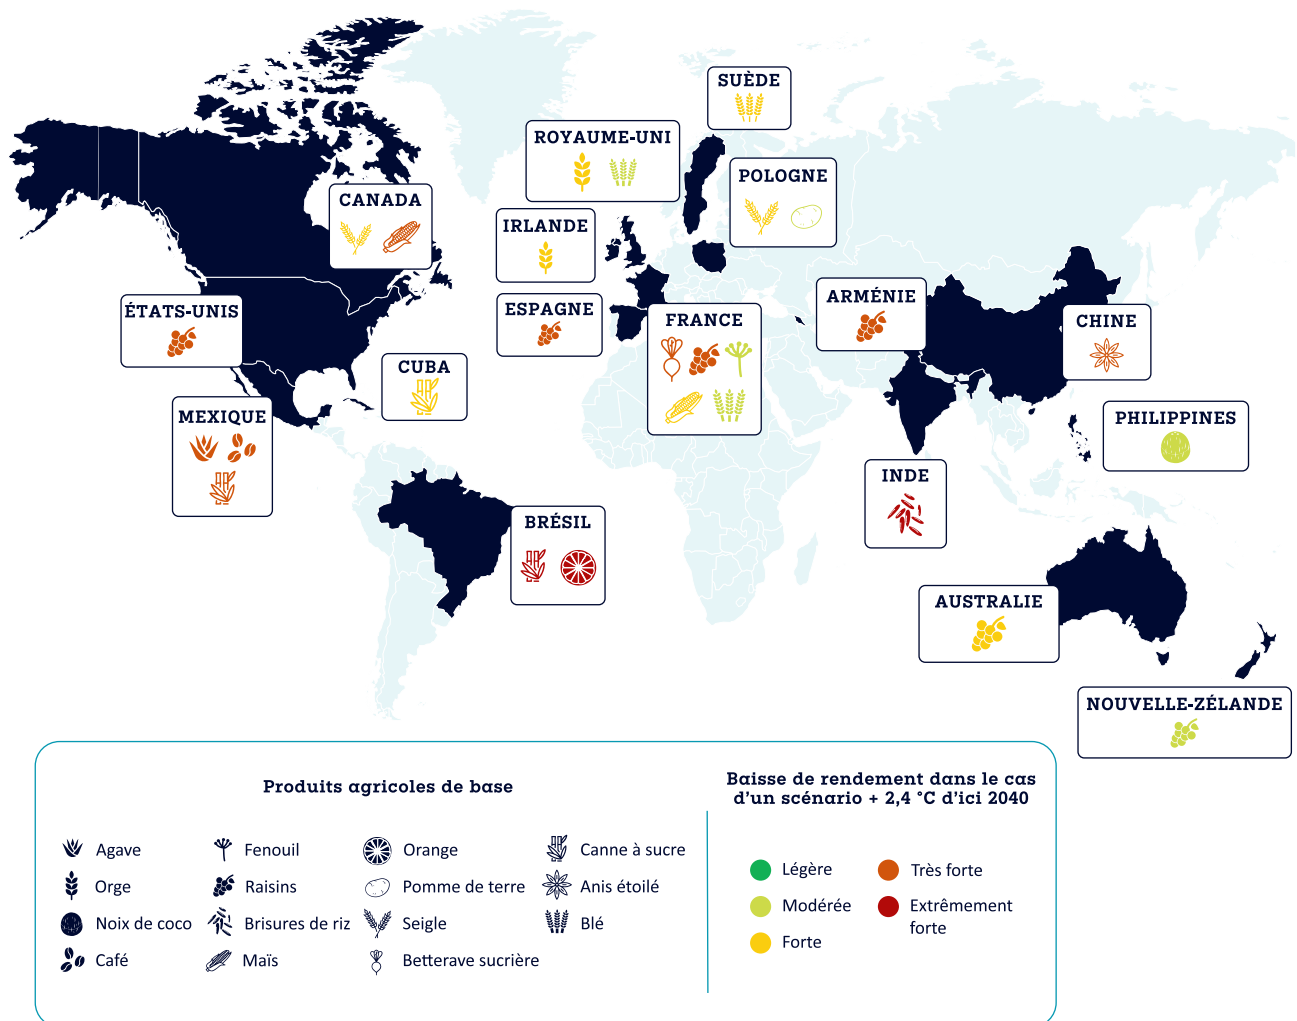 SUÈDE
ROYAUME-UNI
POLOGNE
CANADA
IRLANDE
ARMÉNIE
ÉTATS-UNIS
ESPAGNE
FRANCE
CHINE
CUBA
MEXIQUE
PHILIPPINES
INDE
BRÉSIL
AUSTRALIE
NOUVELLE-ZÉLANDE
Produits agricoles de base
Agave
Orge
Noix de coco
Café
Fenouil
Raisins
Brisures de riz
Maïs
Orange
Pomme de terre
Seigle
Betterave sucrière
Canne à sucre
Anis étoilé
Blé
Baisse de rendement dans le cas
d’un scénario + 2,4 °C d’ici 2040
Légère
Modérée
Forte
Très forte
Extrêmement
forte